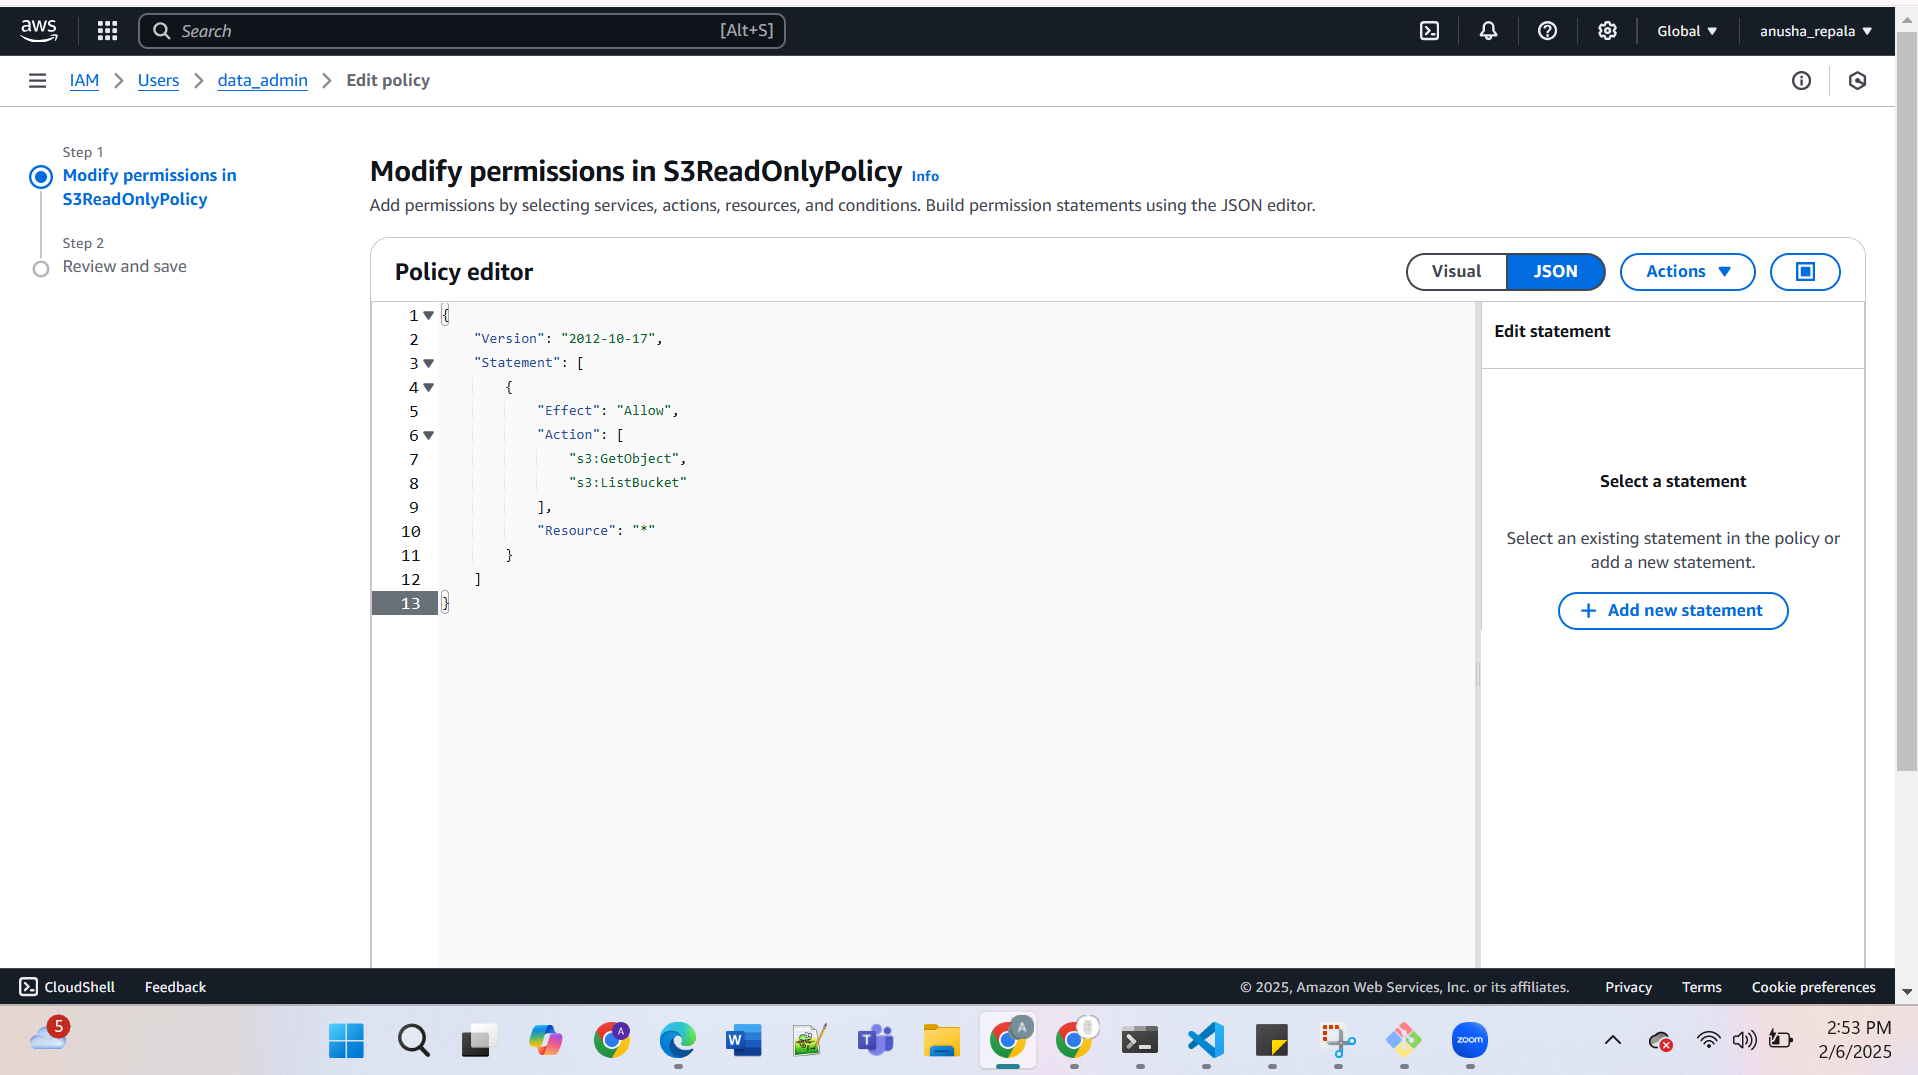 aws
Search [Alt+S]
Global
anusha_repala
IAM
Users
data_admin
Edit policy
Step 1
Modify permissions in
S3ReadOnlyPolicy
Step 2
Review and save
Modify permissions in S3ReadOnlyPolicy Info
Add permissions by selecting services, actions, resources, and conditions. Build permission statements using the JSON editor.
Policy editor
Visual
JSON
Actions
1 {
2 "Version": "2012-10-17",
3 "Statement": [
4 {
5 "Effect": "Allow",
6 "Action": [
7 "s3:GetObject",
8 "s3:ListBucket"
9 ],
10 "Resource": "*"
11 }
12 ]
13 }
Edit statement
Select a statement
Select an existing statement in the policy or
add a new statement.
+ Add new statement
CloudShell
Feedback
© 2025, Amazon Web Services, Inc. or its affiliates.
Privacy
Terms
Cookie preferences
5
A
W
T
A
zoom
2:53 PM
2/6/2025